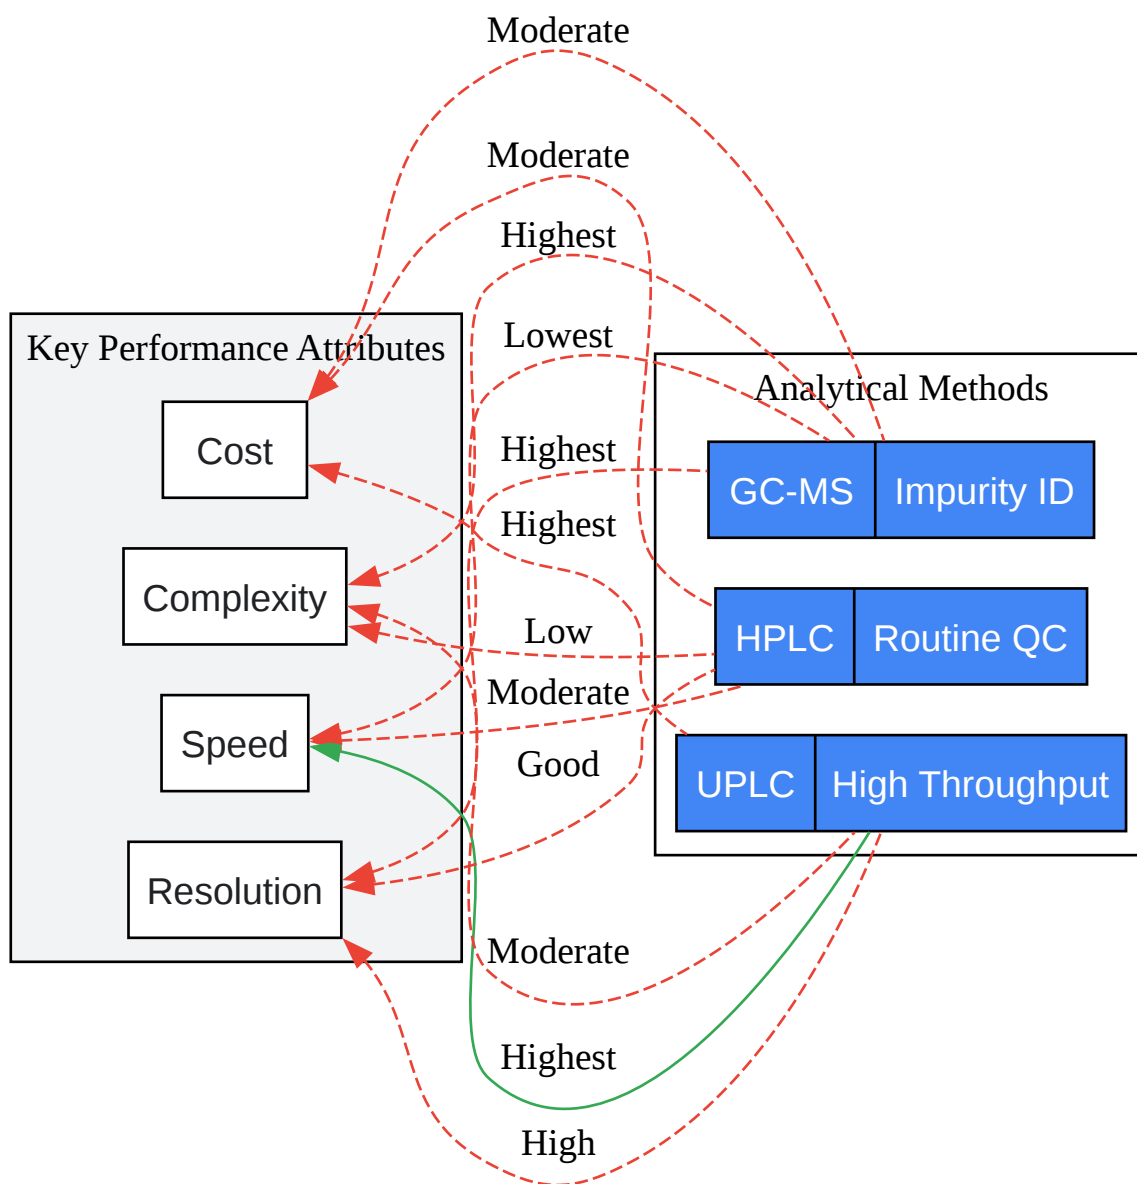 Moderate
Moderate
Highest
Lowest
Highest
Highest
Low
Moderate
Good
Moderate
Highest
High
Key Performance Attributes
Cost
Complexity
Speed
Resolution
Analytical Methods
GC-MS Impurity ID
HPLC Routine QC
UPLC High Throughput